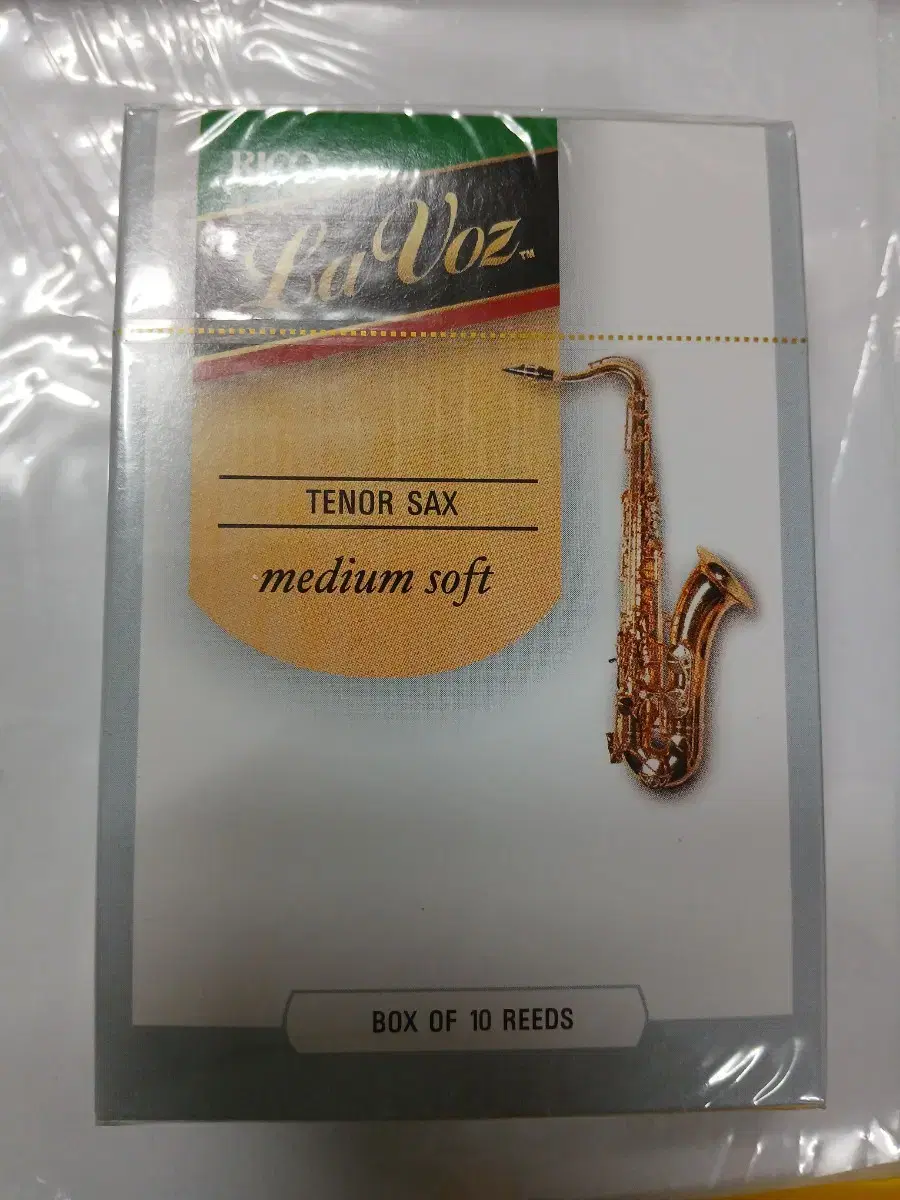 RICO
La Voz™
TENOR SAX
medium soft
BOX OF 10 REEDS